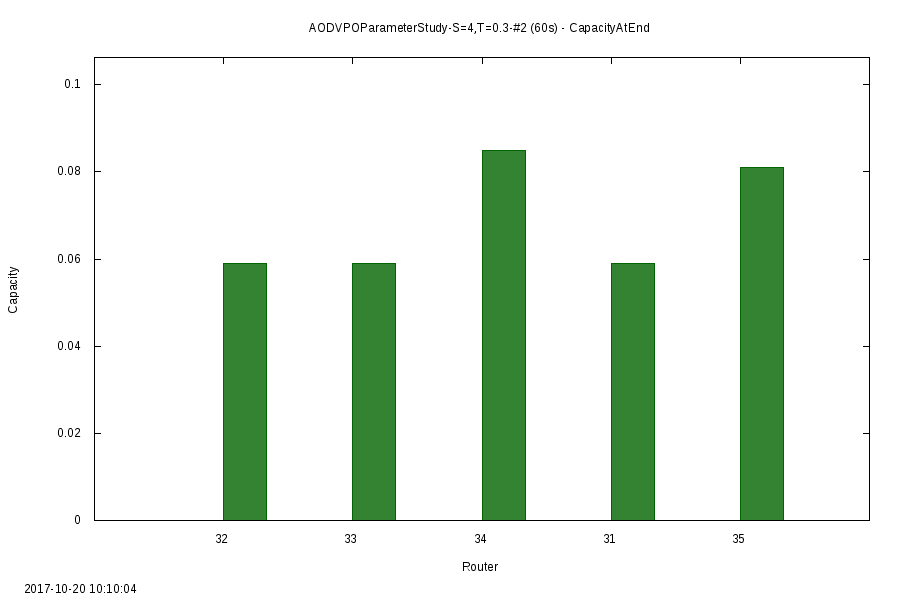 AODVPOParameterStudy-S=4,T=0.3-#2 (60s) - CapacityAtEnd
0.1
0.08
0.06
0.04
0.02
0
Capacity
32 33 34 31 35
Router
2017-10-20 10:10:04